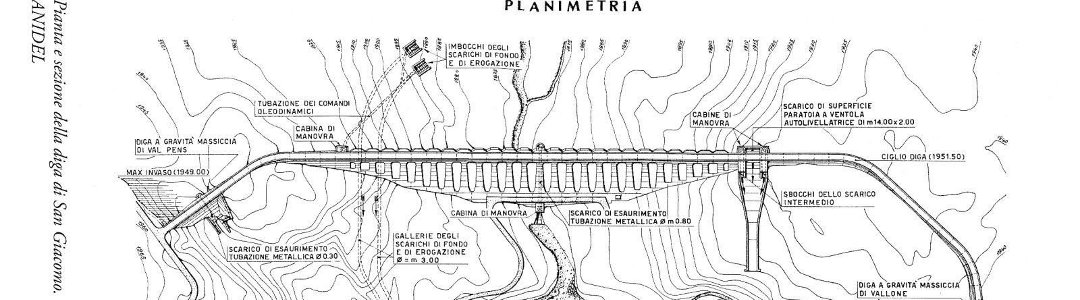 PLANIMETRIA
Pianta e sezione della diga di San Giacomo.
ANIDEL
IMBOCCHI DEGLI
SCARICHI DI FONDO
E DI EROGAZIONE
TUBAZIONE DEI COMANDI
OLEODINAMICI
CABINA DI
MANOVRA
DIGA A GRAVITÀ MASSICCIA
DI VAL PENS
MAX INVASO (1949.00)
CABINE DI
MANOVRA
SCARICO DI SUPERFICIE
PARATOIA A VENTOLA
AUTOLIVELLATRICE DI m 14.00 x 2.00
CIGLIO DIGA (1951.50)
SBOCCHI DELLO SCARICO
INTERMEDIO
CABINA DI MANOVRA
SCARICO DI ESAURIMENTO
TUBAZIONE METALLICA Ø m 0.80
GALLERIE DEGLI
SCARICHI DI FONDO
E DI EROGAZIONE
Ø = m 3.00
SCARICO DI ESAURIMENTO
TUBAZIONE METALLICA Ø 0.30
DIGA A GRAVITÀ MASSICCIA
DI VALLONE